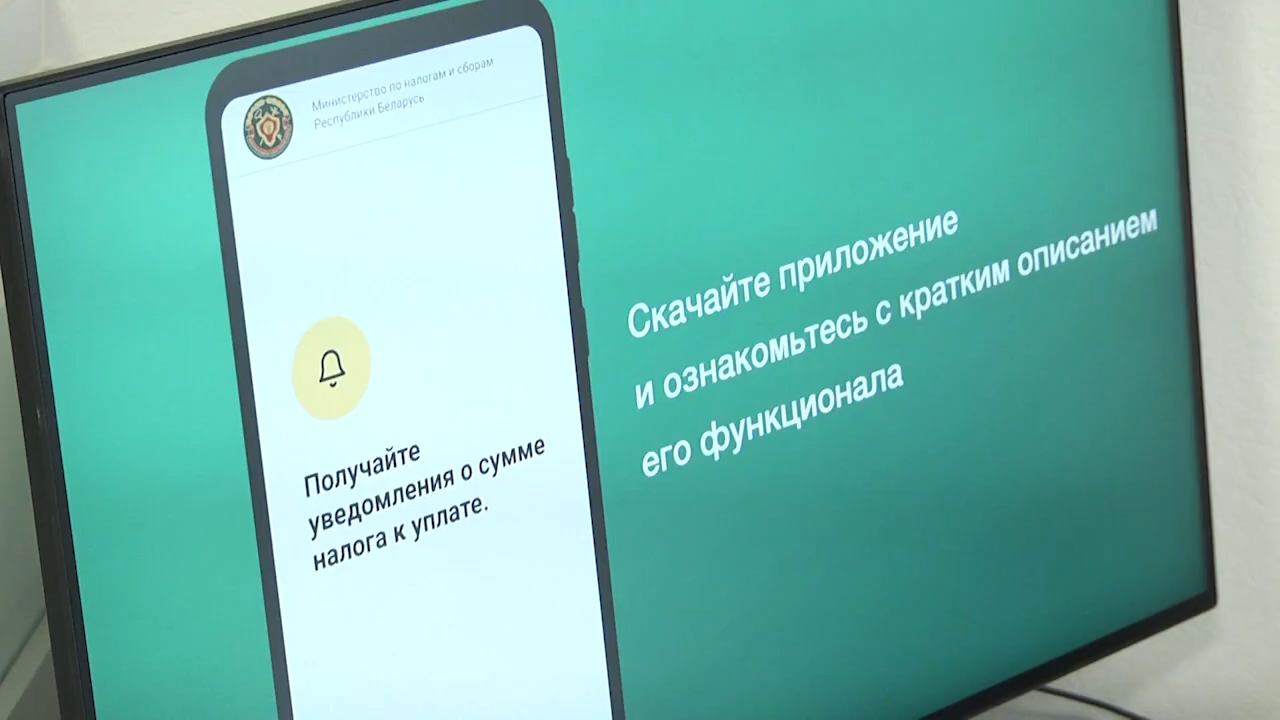 Министерство по налогам и сборам
Республики Беларусь
Получайте
уведомления о сумме
налога к уплате.
Скачайте приложение
и ознакомьтесь с кратким описанием
его функционала